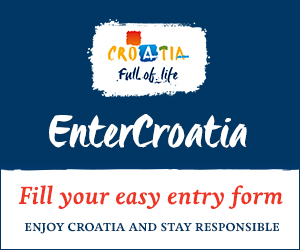 CROATIA
Full of life
EnterCroatia
Fill your easy entry form
ENJOY CROATIA AND STAY RESPONSIBLE